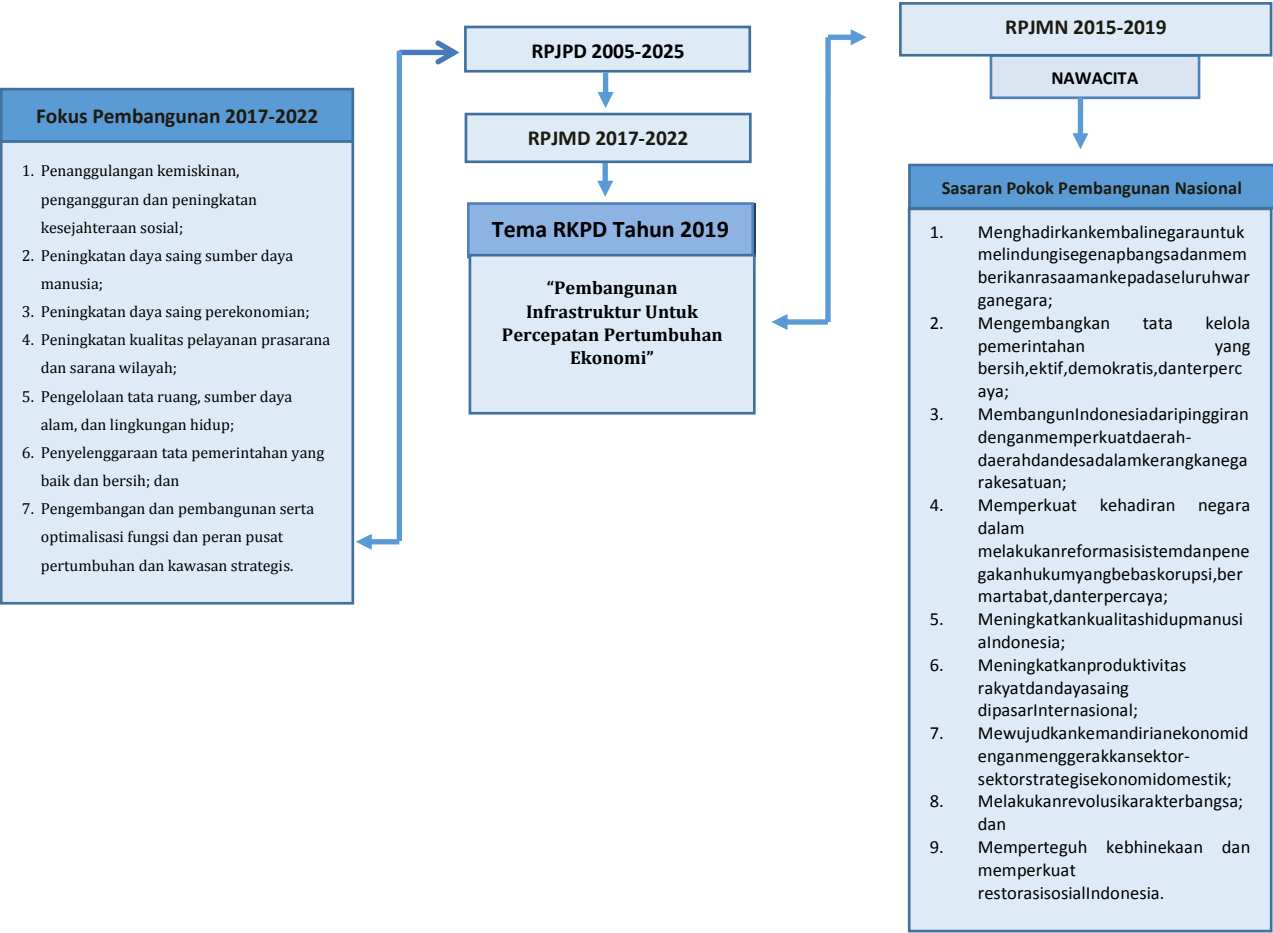 Fokus Pembangunan 2017-2022
1. Penanggulangan kemiskinan,
pengangguran dan peningkatan
kesejahteraan sosial;
2. Peningkatan daya saing sumber daya
manusia;
3. Peningkatan daya saing perekonomian;
4. Peningkatan kualitas pelayanan prasarana
dan sarana wilayah;
5. Pengelolaan tata ruang, sumber daya
alam, dan lingkungan hidup;
6. Penyelenggaraan tata pemerintahan yang
baik dan bersih; dan
7. Pengembangan dan pembangunan serta
optimalisasi fungsi dan peran pusat
pertumbuhan dan kawasan strategis.
RPJPD 2005-2025
RPJMD 2017-2022
Tema RKPD Tahun 2019
“Pembangunan
Infrastruktur Untuk
Percepatan Pertumbuhan
Ekonomi”
RPJMN 2015-2019
NAWACITA
Sasaran Pokok Pembangunan Nasional
1. Menghadirkankembalinegarauntuk
melindungisegenapbangsadanmem
berikanrasaamankepadaseluruhwar
ganegara;
2. Mengembangkan tata kelola
pemerintahan yang
bersih,ektif,demokratis,danterperc
aya;
3. MembangunIndonesiadaripinggiran
denganmemperkuatdaerah-
daerahdandesadalamkerangkanega
rakesatuan;
4. Memperkuat kehadiran negara
dalam
melakukanreformasisistemdanpene
gakanhukumyangbebaskorupsi,ber
martabat,danterpercaya;
5. Meningkatkankualitashidupmanusi
aIndonesia;
6. Meningkatkanproduktivitas
rakyatdandayasaing
dipasarInternasional;
7. Mewujudkankemandirianekonomid
enganmenggerakkansektor-
sektorstrategisekonomidomestik;
8. Melakukanrevolusikarakterbangsa;
dan
9. Memperteguh kebhinekaan dan
memperkuat
restorasisosialIndonesia.